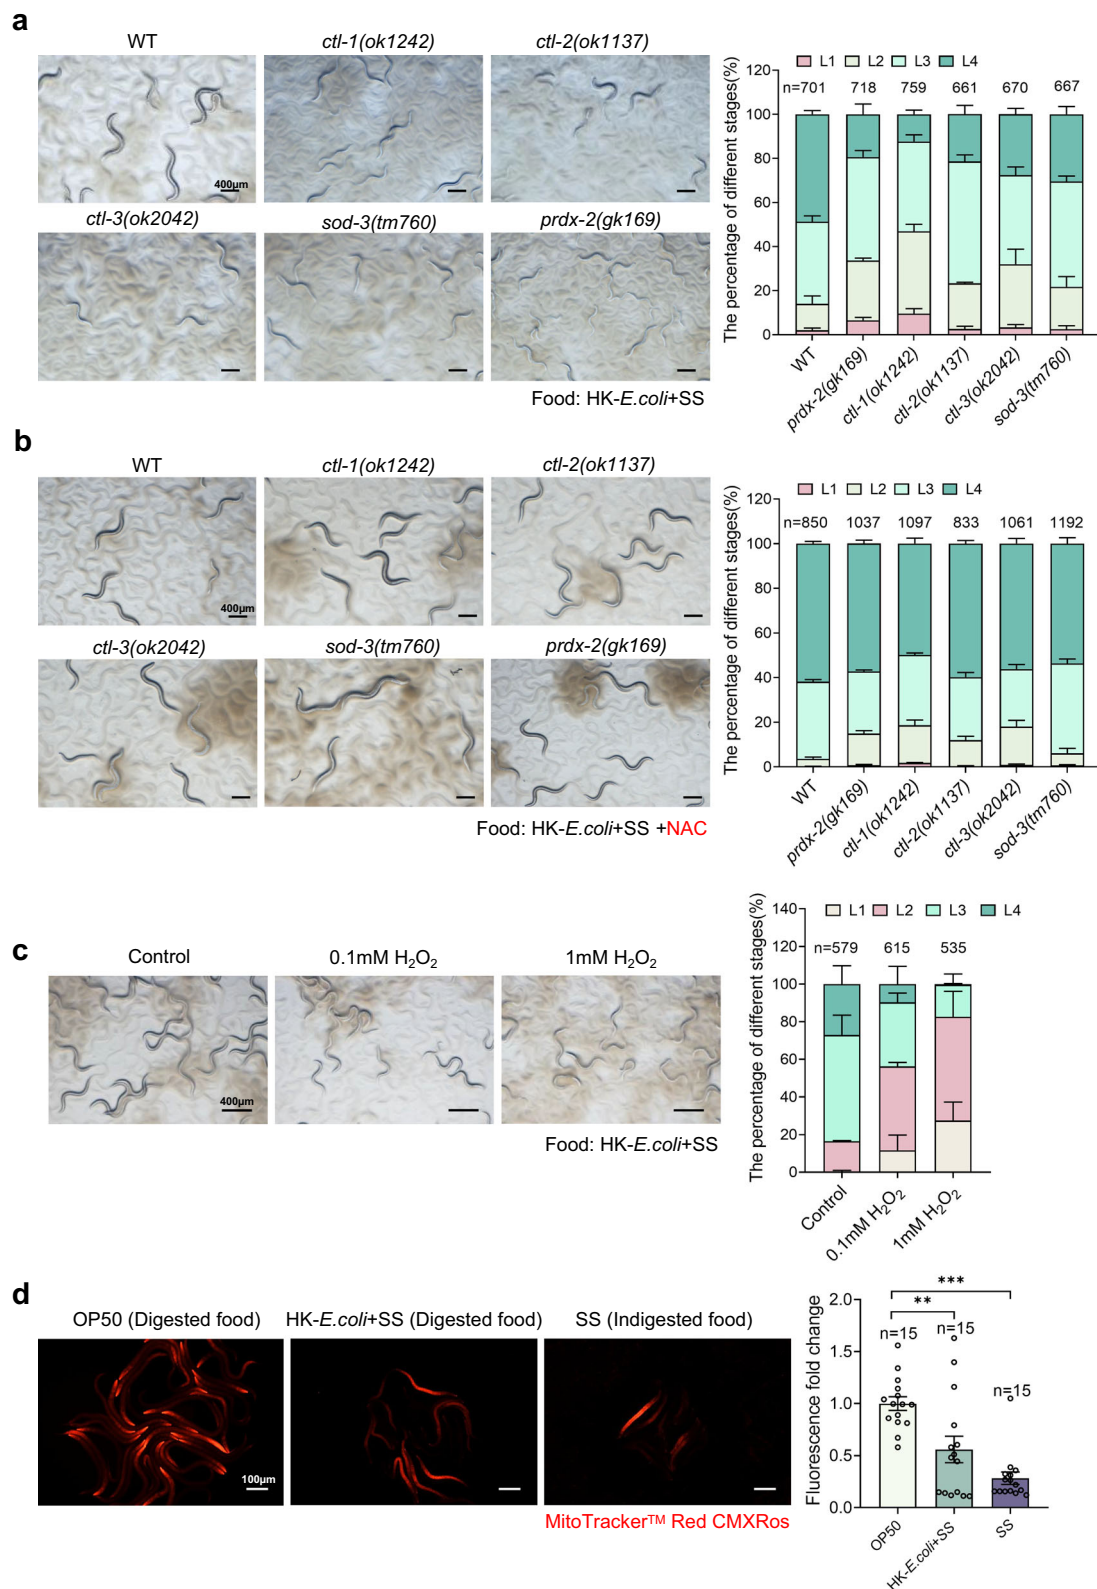 a
WT
ctl-1(ok1242)
ctl-2(ok1137)
400μm
ctl-3(ok2042)
sod-3(tm760)
prdx-2(gk169)
Food: HK-E.coli+SS
L1 L2 L3 L4
n=701 718 759 661 670 667
The percentage of different stages(%)
120
100
80
60
40
20
0
WT
prdx-2(gk169)
ctl-1(ok1242)
ctl-2(ok1137)
ctl-3(ok2042)
sod-3(tm760)
b
WT
ctl-1(ok1242)
ctl-2(ok1137)
400μm
ctl-3(ok2042)
sod-3(tm760)
prdx-2(gk169)
Food: HK-E.coli+SS +NAC
L1 L2 L3 L4
n=850 1037 1097 833 1061 1192
The percentage of different stages(%)
120
100
80
60
40
20
0
WT
prdx-2(gk169)
ctl-1(ok1242)
ctl-2(ok1137)
ctl-3(ok2042)
sod-3(tm760)
c
Control
0.1mM H₂O₂
1mM H₂O₂
400μm
Food: HK-E.coli+SS
L1 L2 L3 L4
n=579 615 535
The percentage of different stages(%)
140
120
100
80
60
40
20
0
Control
0.1mM H₂O₂
1mM H₂O₂
d
OP50 (Digested food)
HK-E.coli+SS (Digested food)
SS (Indigested food)
100μm
MitoTracker™ Red CMXRos
***
**
n=15
n=15
n=15
Fluorescence fold change
2.0
1.5
1.0
0.5
0.0
OP50
HK-E.coli+SS
SS